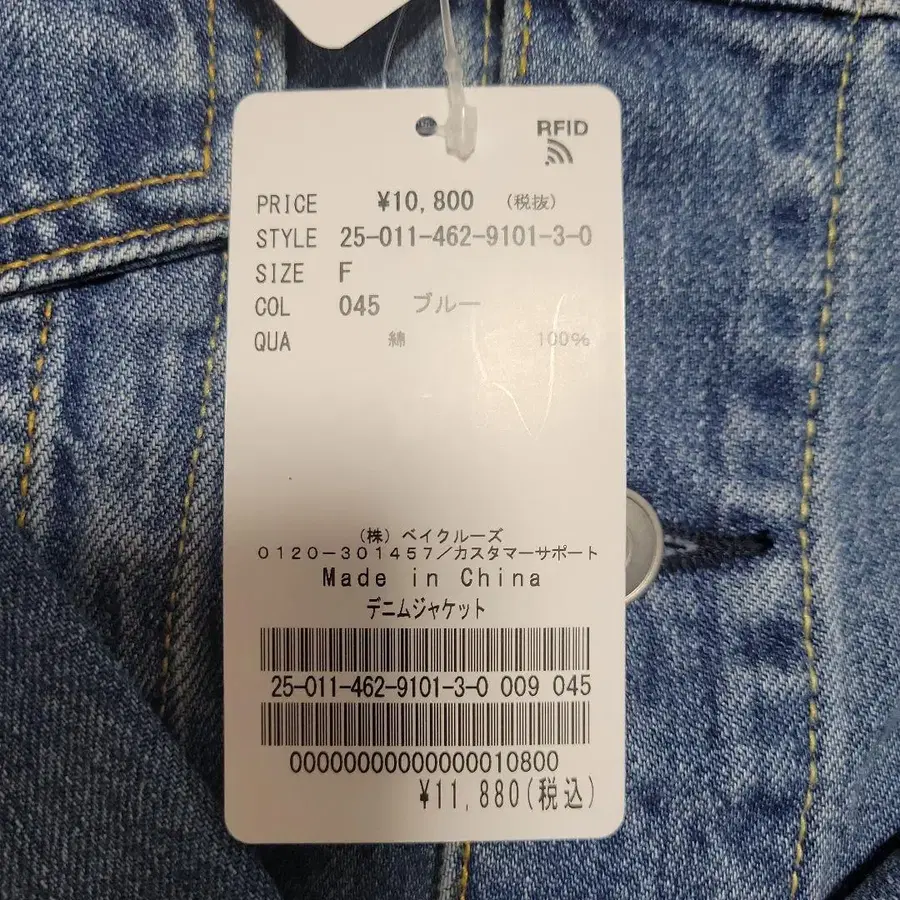 RFID
PRICE ¥10,800 (税抜)
STYLE 25-011-462-9101-3-0
SIZE F
COL 045 ブルー
QUA 綿 100%
(株) ベイクルーズ
0120-301457/カスタマーサポート
Made in China
デニムジャケット
25-011-462-9101-3-0 009 045
00000000000000010800
¥11,880(税込)